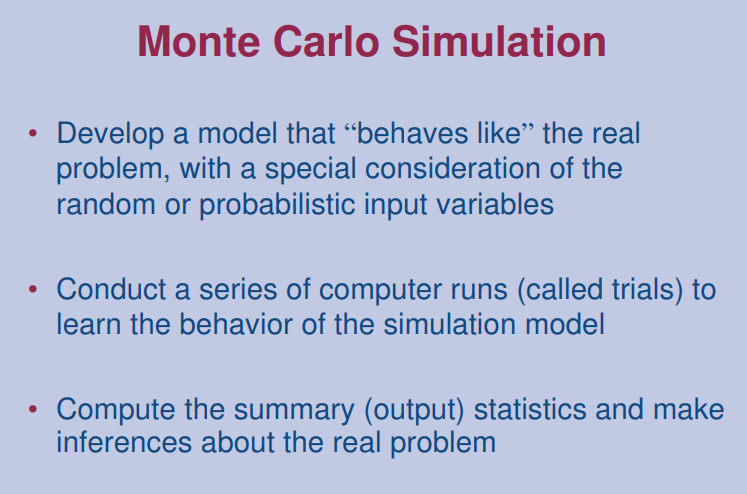 Monte Carlo Simulation
• Develop a model that “behaves like” the real
problem, with a special consideration of the
random or probabilistic input variables
• Conduct a series of computer runs (called trials) to
learn the behavior of the simulation model
• Compute the summary (output) statistics and make
inferences about the real problem